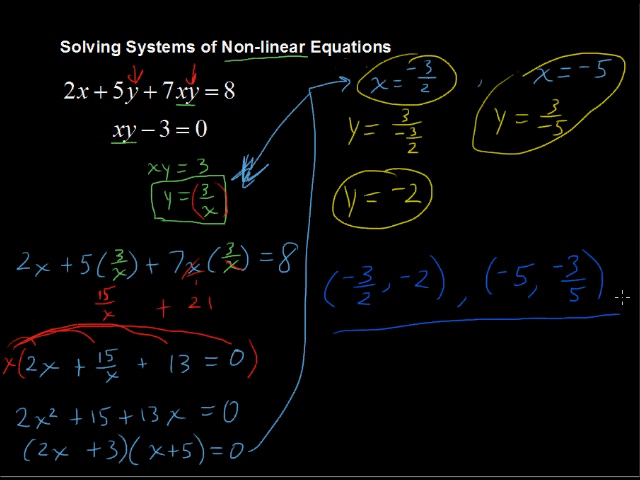 Solving Systems of Non-linear Equations
2x + 5y + 7xy = 8
xy − 3 = 0
xy = 3
y = (3/x)
2x + 5(3/x) + 7x(3/x) = 8
15/x + 21
x(2x + 15/x + 13 = 0)
2x² + 15 + 13x = 0
(2x + 3)(x + 5) = 0
x = -3/2 , x = -5
y = 3/(-3/2)
y = 3/-5
y = -2
(-3/2, -2) , (-5, -3/5)